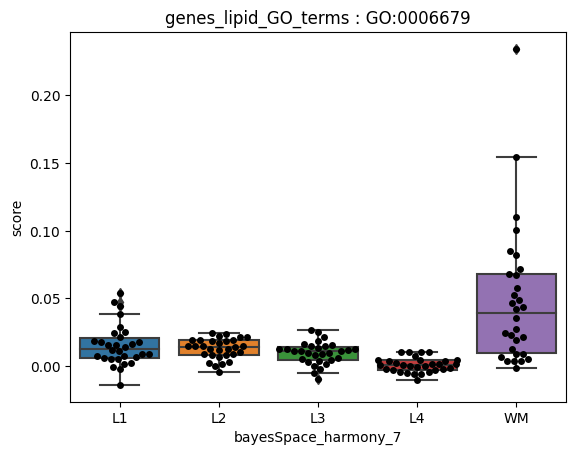 genes_lipid_GO_terms : GO:0006679
score
0.20
0.15
0.10
0.05
0.00
L1 L2 L3 L4 WM
bayesSpace_harmony_7